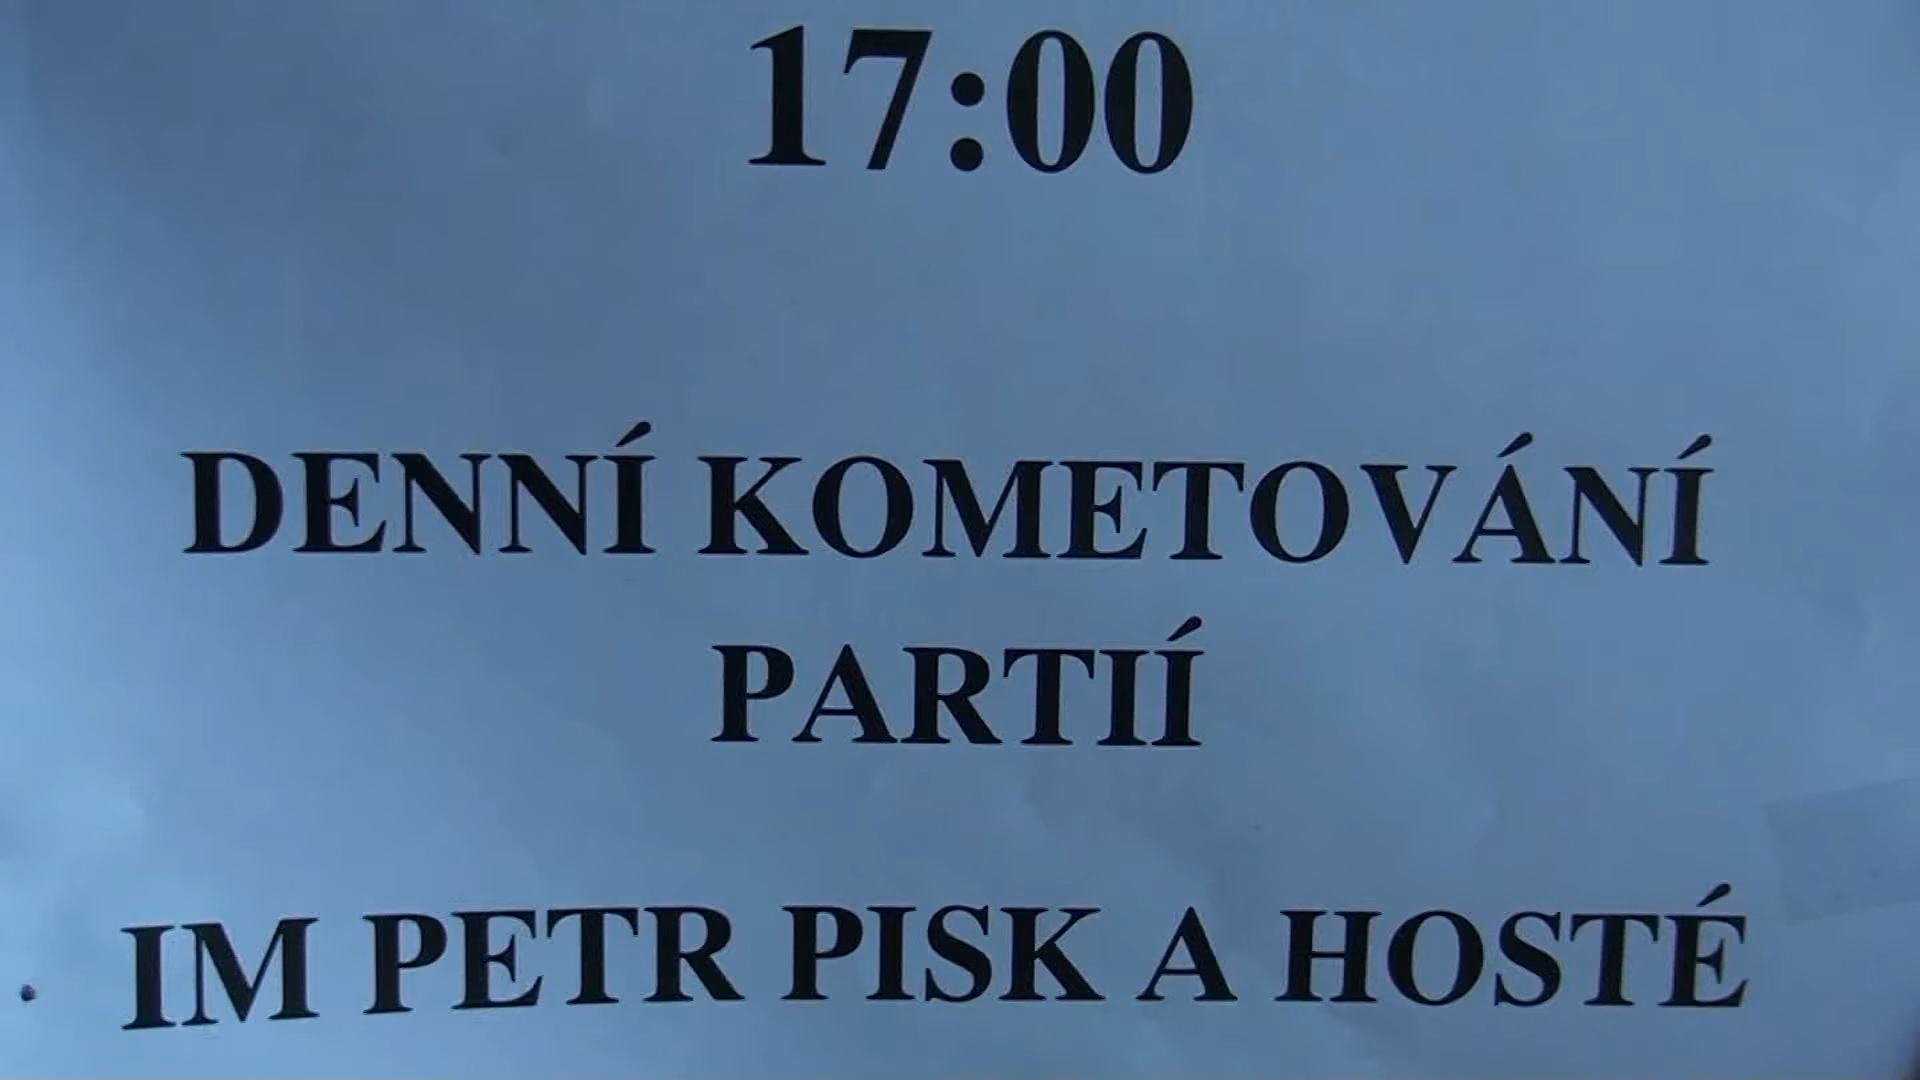 17:00
DENNÍ KOMETOVÁNÍ
PARTIÍ
IM PETR PISK A HOSTÉ